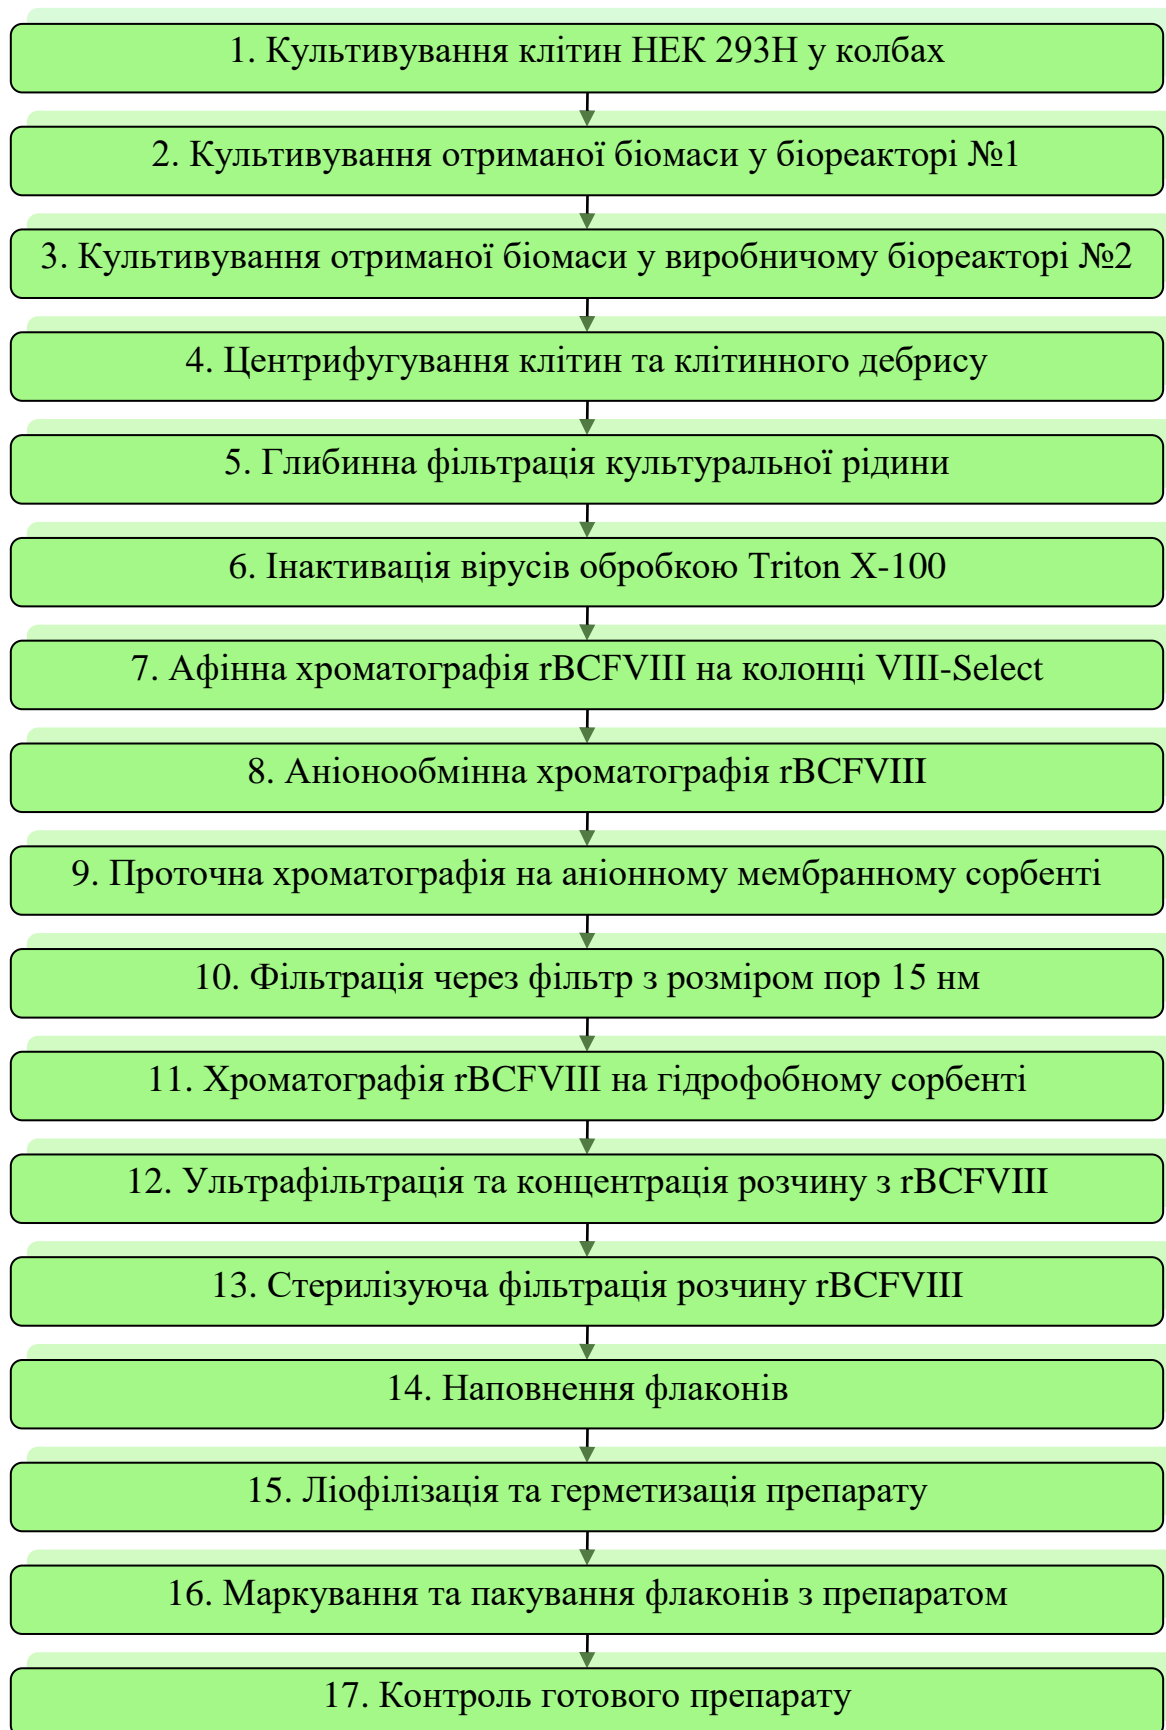 1. Культивування клітин НЕК 293Н у колбах
2. Культивування отриманої біомаси у біореакторі №1
3. Культивування отриманої біомаси у виробничому біореакторі №2
4. Центрифугування клітин та клітинного дебрису
5. Глибинна фільтрація культуральної рідини
6. Інактивація вірусів обробкою Triton X-100
7. Афінна хроматографія rBCFVIII на колонці VIII-Select
8. Аніонообмінна хроматографія rBCFVIII
9. Проточна хроматографія на аніонному мембранному сорбенті
10. Фільтрація через фільтр з розміром пор 15 нм
11. Хроматографія rBCFVIII на гідрофобному сорбенті
12. Ультрафільтрація та концентрація розчину з rBCFVIII
13. Стерилізуюча фільтрація розчину rBCFVIII
14. Наповнення флаконів
15. Ліофілізація та герметизація препарату
16. Маркування та пакування флаконів з препаратом
17. Контроль готового препарату